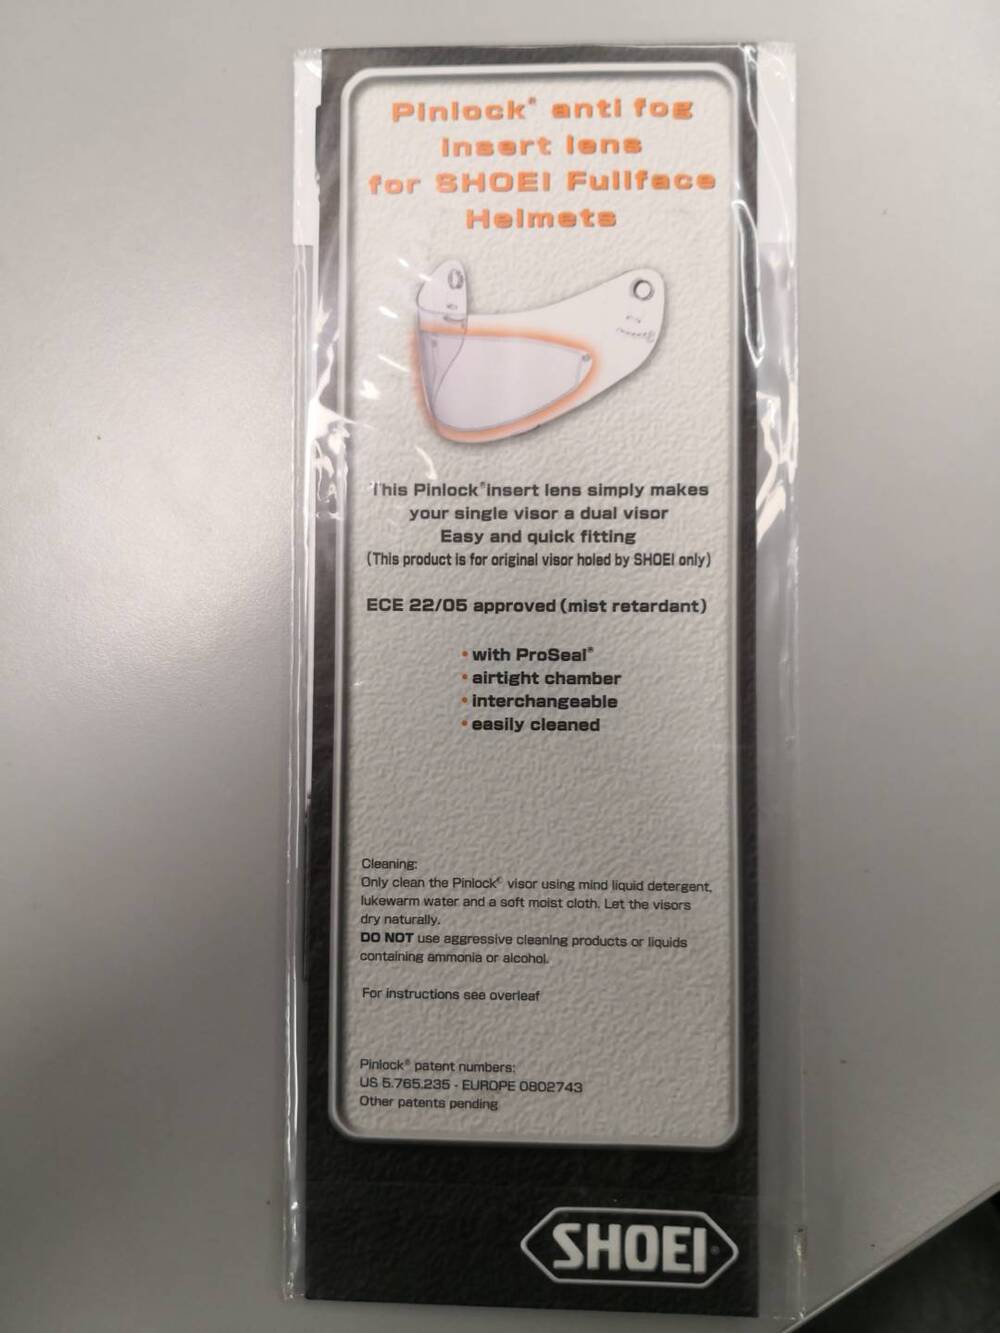 Pinlock® anti fog
insert lens
for SHOEI Fullface
Helmets
This Pinlock® insert lens simply makes
your single visor a dual visor
Easy and quick fitting
(This product is for original visor holed by SHOEI only)
ECE 22/05 approved (mist retardant)
• with ProSeal®
• airtight chamber
• interchangeable
• easily cleaned
Cleaning:
Only clean the Pinlock® visor using mind liquid detergent,
lukewarm water and a soft moist cloth. Let the visors
dry naturally.
DO NOT use aggressive cleaning products or liquids
containing ammonia or alcohol.
For instructions see overleaf
Pinlock® patent numbers:
US 5.765.235 - EUROPE 0802743
Other patents pending
SHOEI